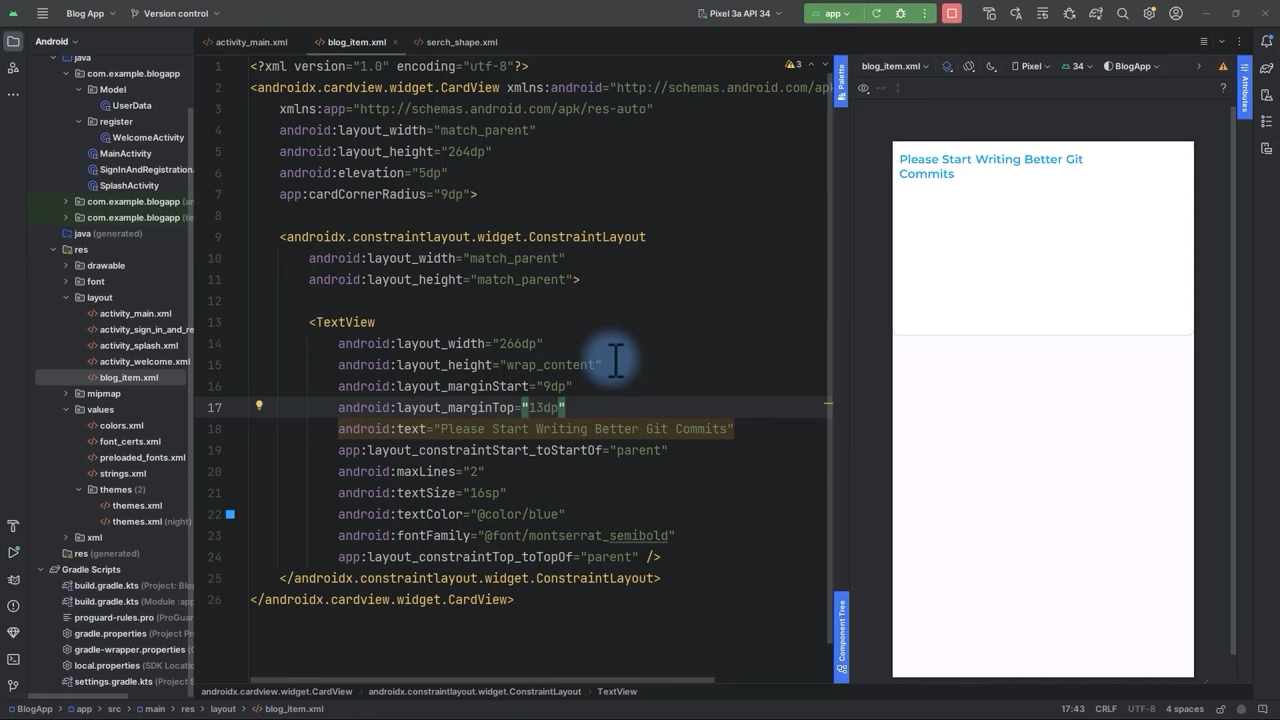 Blog App
Version control
Pixel 3a API 34
app
Android
activity_main.xml
blog_item.xml
serch_shape.xml
java
com.example.blogapp
Model
UserData
register
WelcomeActivity
MainActivity
SignInAndRegistration
SplashActivity
com.example.blogapp (an
com.example.blogapp (te
java (generated)
res
drawable
font
layout
activity_main.xml
activity_sign_in_and_re
activity_splash.xml
activity_welcome.xml
blog_item.xml
mipmap
values
colors.xml
font_certs.xml
preloaded_fonts.xml
strings.xml
themes (2)
themes.xml
themes.xml (night)
xml
res (generated)
Gradle Scripts
build.gradle.kts (Project: Blo
build.gradle.kts (Module :app
proguard-rules.pro (ProGuar
gradle.properties (Project Pr
gradle-wrapper.properties
local.properties (SDK Locatio
settings.gradle.kts (Project S
3
1 <?xml version="1.0" encoding="utf-8"?>
2 <androidx.cardview.widget.CardView xmlns:android="http://schemas.android.com/apk
3 xmlns:app="http://schemas.android.com/apk/res-auto"
4 android:layout_width="match_parent"
5 android:layout_height="264dp"
6 android:elevation="5dp"
7 app:cardCornerRadius="9dp">
8
9 <androidx.constraintlayout.widget.ConstraintLayout
10 android:layout_width="match_parent"
11 android:layout_height="match_parent">
12
13 <TextView
14 android:layout_width="266dp"
15 android:layout_height="wrap_content"
16 android:layout_marginStart="9dp"
17 android:layout_marginTop="13dp"
18 android:text="Please Start Writing Better Git Commits"
19 app:layout_constraintStart_toStartOf="parent"
20 android:maxLines="2"
21 android:textSize="16sp"
22 android:textColor="@color/blue"
23 android:fontFamily="@font/montserrat_semibold"
24 app:layout_constraintTop_toTopOf="parent" />
25 </androidx.constraintlayout.widget.ConstraintLayout>
26 </androidx.cardview.widget.CardView>
androidx.cardview.widget.CardView
androidx.constraintlayout.widget.ConstraintLayout
TextView
Palette
Component Tree
blog_item.xml
Pixel
34
BlogApp
?
Attributes
Please Start Writing Better Git
Commits
BlogApp > app > src > main > res > layout > blog_item.xml
17:43
CRLF
UTF-8
4 spaces